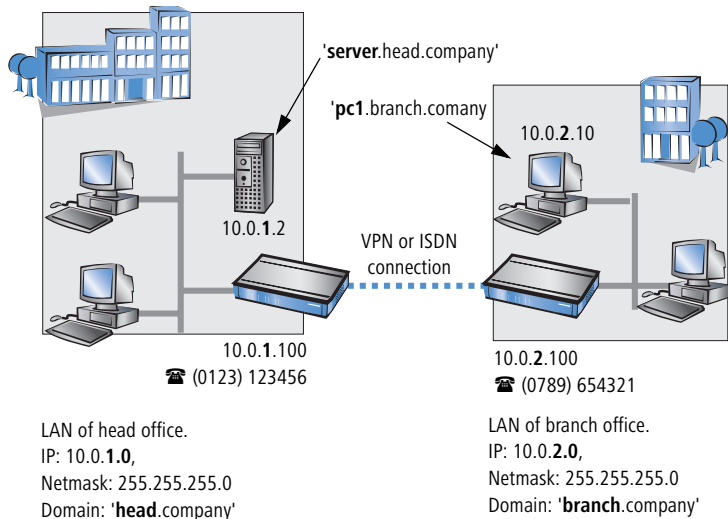 'server.head.company'
'pc1.branch.comany
10.0.2.10
10.0.1.2
VPN or ISDN
connection
10.0.1.100
☎ (0123) 123456
10.0.2.100
☎ (0789) 654321
LAN of head office.
IP: 10.0.1.0,
Netmask: 255.255.255.0
Domain: 'head.company'
LAN of branch office.
IP: 10.0.2.0,
Netmask: 255.255.255.0
Domain: 'branch.company'